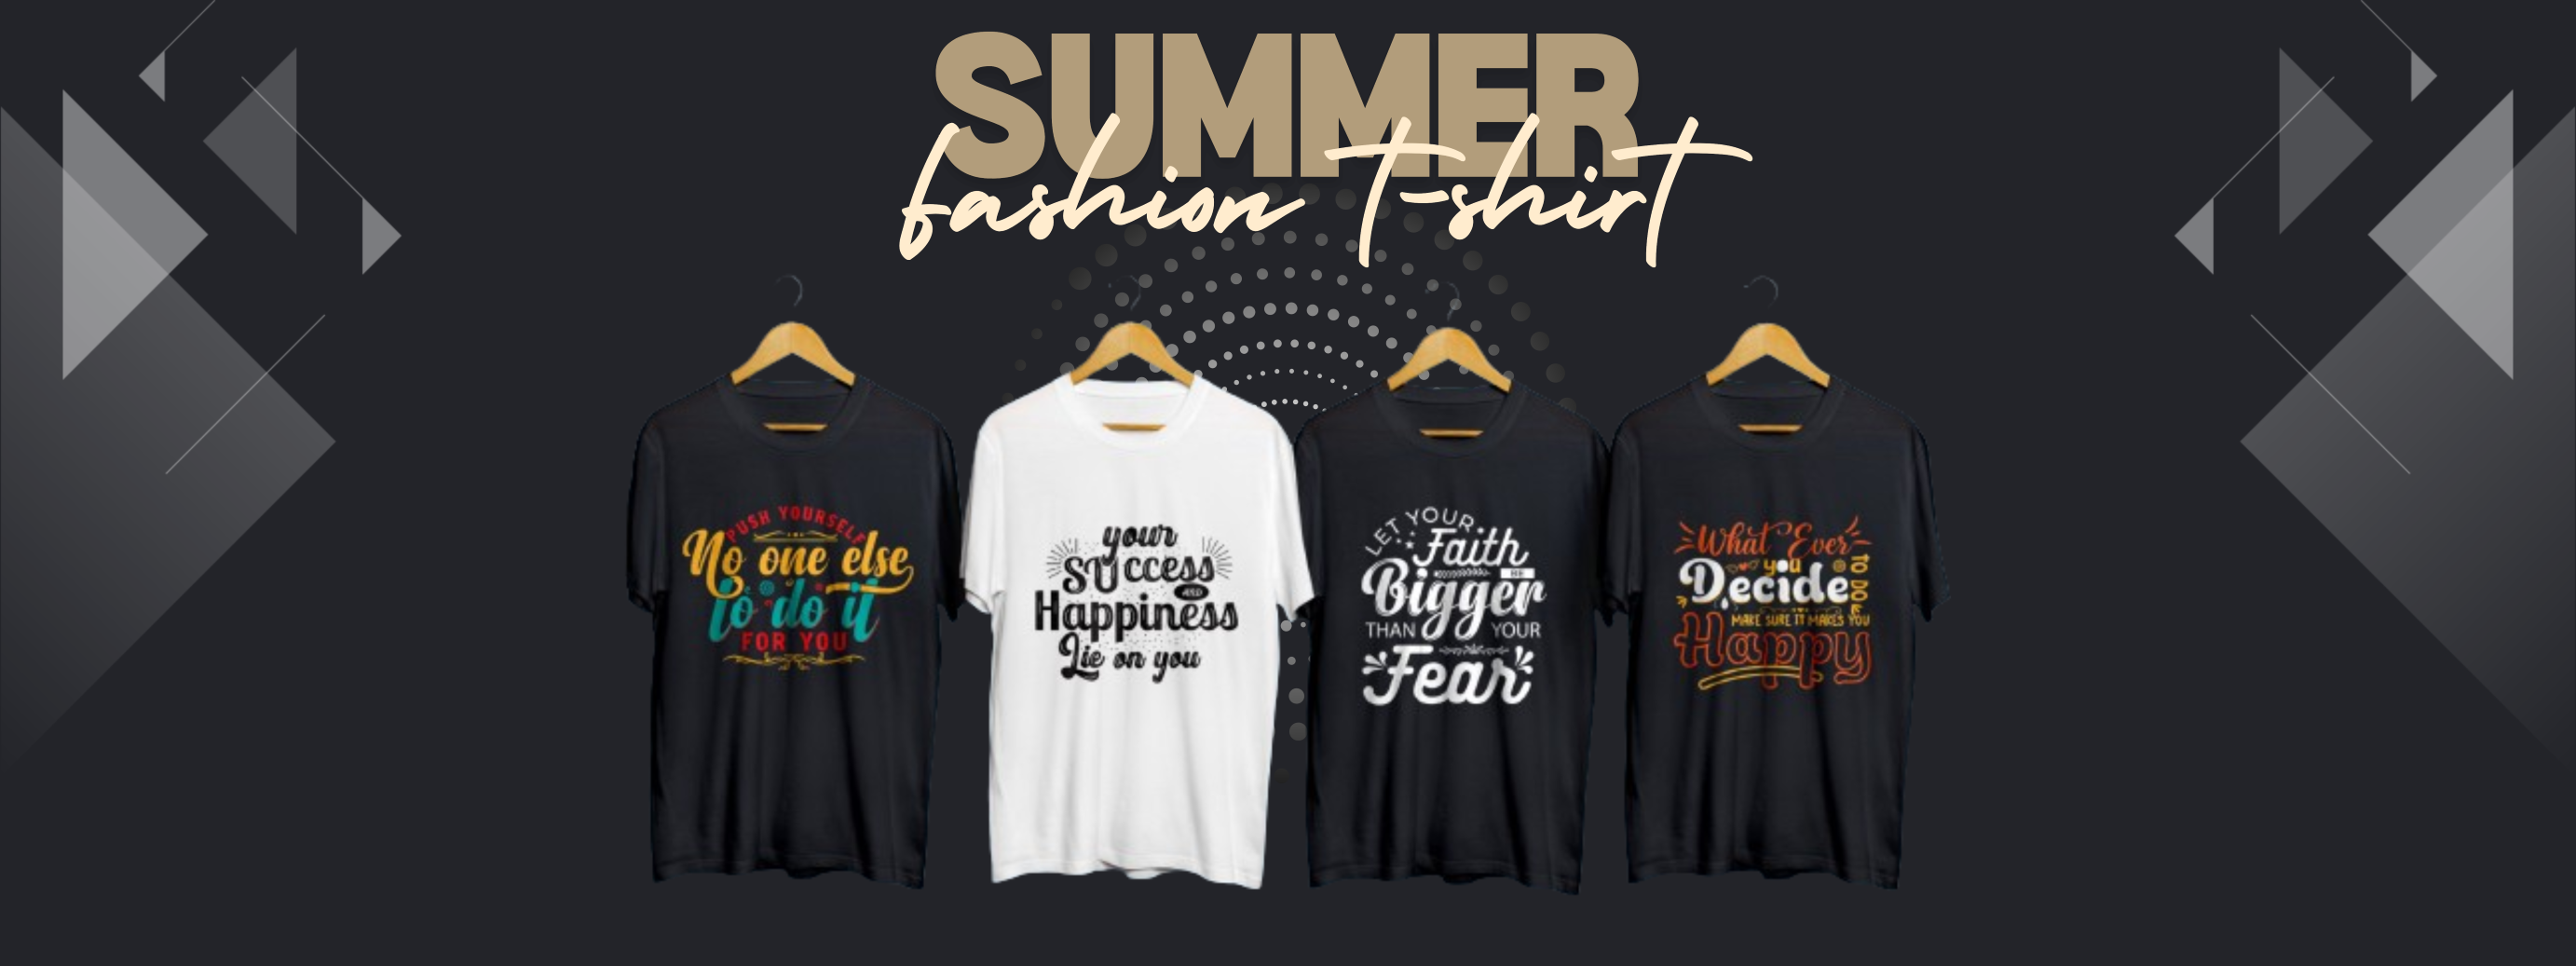 SUMMER
fashion t-shirt
PUSH YOURSELF
No one else
to do it
FOR YOU
your
SUccess
AND
Happiness
Lie on you
LET YOUR
Faith
BE
Bigger
THAN YOUR
Fear
What Ever
you
Decide
TO DO
MAKE SURE IT MAKES YOU
Happy